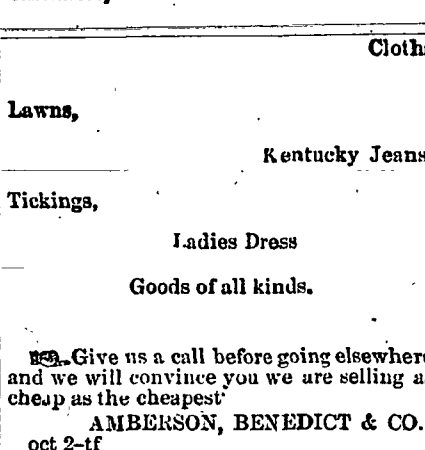 Cloth
Lawns,
Kentucky Jeans
Tickings,
Ladies Dress
Goods of all kinds.
Give us a call before going elsewhere
and we will convince you we are selling a
cheap as the cheapest
AMBERSON, BENEDICT & CO.
oct 2-tf